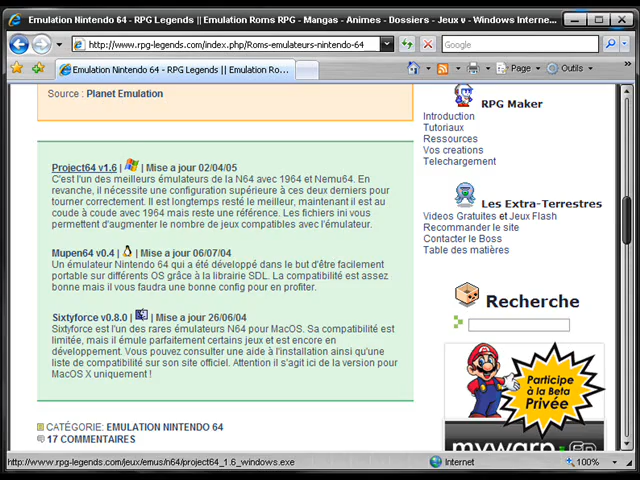 Emulation Nintendo 64 - RPG Legends || Emulation Roms RPG - Mangas - Animes - Dossiers - Jeux v - Windows Interne...
http://www.rpg-legends.com/index.php/Roms-emulateurs-nintendo-64
Google
Emulation Nintendo 64 - RPG Legends || Emulation Ro...
Page
Outils
Source : Planet Emulation
Project64 v1.6 | | Mise a jour 02/04/05
C'est l'un des meilleurs émulateurs de la N64 avec 1964 et Nemu64. En
revanche, il nécessite une configuration supérieure à ces deux derniers pour
tourner correctement. Il est longtemps resté le meilleur, maintenant il est au
coude à coude avec 1964 mais reste une référence. Les fichiers ini vous
permettent d'augmenter le nombre de jeux compatibles avec l'émulateur.
Mupen64 v0.4 | | Mise a jour 06/07/04
Un émulateur Nintendo 64 qui a été développé dans le but d'être facilement
portable sur différents OS grâce à la librairie SDL. La compatibilité est assez
bonne mais il vous faudra une bonne config pour en profiter.
Sixtyforce v0.8.0 | | Mise a jour 26/06/04
Sixtyforce est l'un des rares émulateurs N64 pour MacOS. Sa compatibilité est
limitée, mais il émule parfaitement certains jeux et est encore en
développement. Vous pouvez consulter une aide à l'installation ainsi qu'une
liste de compatibilité sur son site officiel. Attention il s'agit ici de la version pour
MacOS X uniquement !
CATÉGORIE: EMULATION NINTENDO 64
17 COMMENTAIRES
RPG Maker
Introduction
Tutoriaux
Ressources
Vos creations
Telechargement
Les Extra-Terrestres
Videos Gratuites et Jeux Flash
Recommander le site
Contacter le Boss
Table des matières
Recherche
Participe
à la Beta
Privée
mywarp
http://www.rpg-legends.com/jeux/emus/n64/project64_1.6_windows.exe
Internet
100%